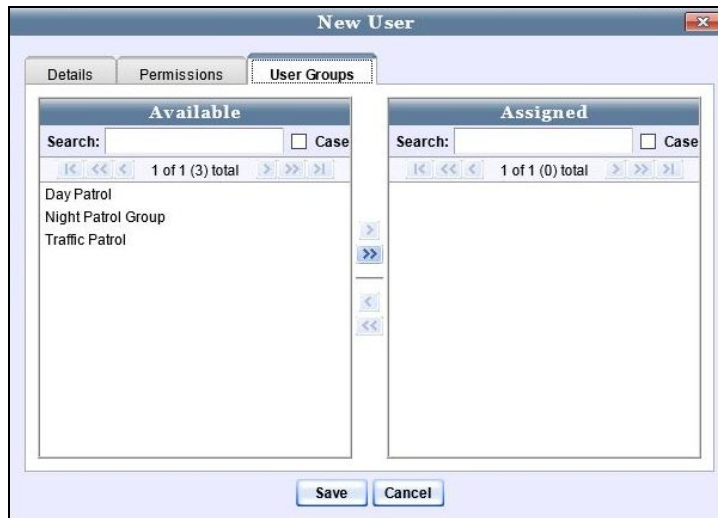 New User
Details Permissions User Groups
Available
Search: Case
|< << < 1 of 1 (3) total > >> >|
Day Patrol
Night Patrol Group
Traffic Patrol
>
>>
<
<<
Assigned
Search: Case
|< << < 1 of 1 (0) total > >> >|
Save Cancel